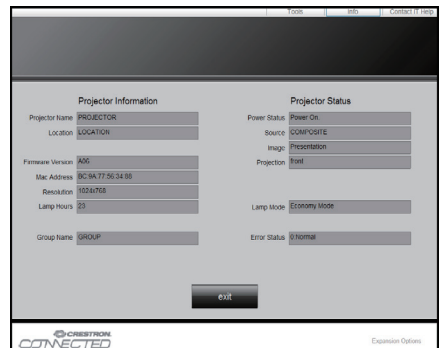 Tools Info Contact IT Help
Projector Information
Projector Name PROJECTOR
Location LOCATION
Firmware Version A06
Mac Address BC:9A:77:56:34:88
Resolution 1024x768
Lamp Hours 23
Group Name GROUP
Projector Status
Power Status Power On.
Source COMPOSITE
Image Presentation
Projection front
Lamp Mode Economy Mode
Error Status 0:Normal
exit
CRESTRON
CONNECTED
Expansion Options